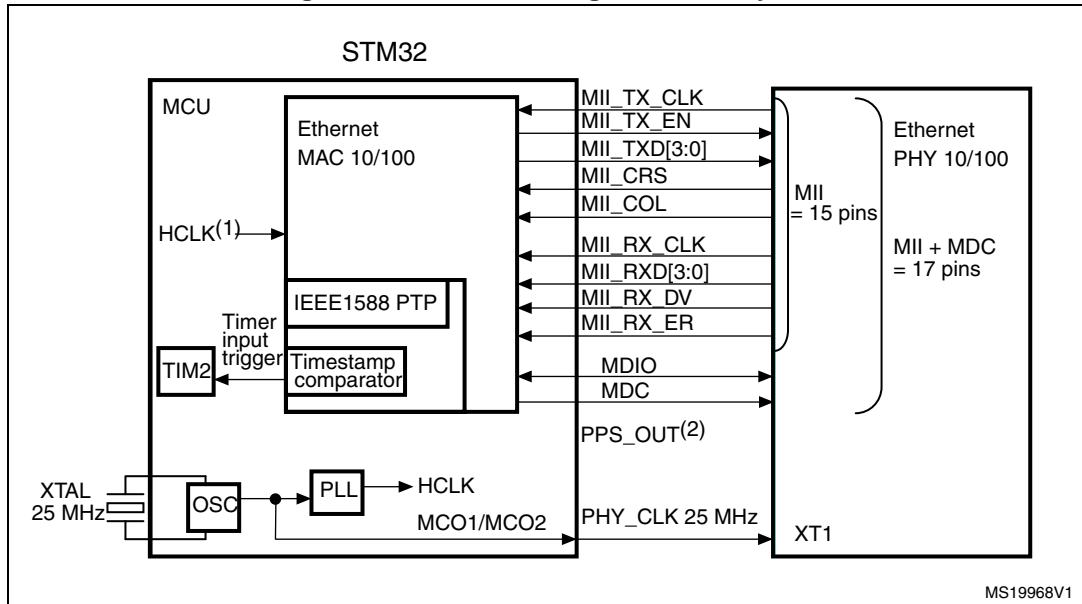 STM32
MCU
Ethernet
MAC 10/100
HCLK(1)
IEEE1588 PTP
Timer
input
trigger
TIM2
Timestamp
comparator
XTAL
25 MHz
OSC
PLL
HCLK
MCO1/MCO2
MII_TX_CLK
MII_TX_EN
MII_TXD[3:0]
MII_CRS
MII_COL
MII_RX_CLK
MII_RXD[3:0]
MII_RX_DV
MII_RX_ER
MDIO
MDC
PPS_OUT(2)
PHY_CLK 25 MHz
MII
= 15 pins
Ethernet
PHY 10/100
MII + MDC
= 17 pins
XT1
MS19968V1